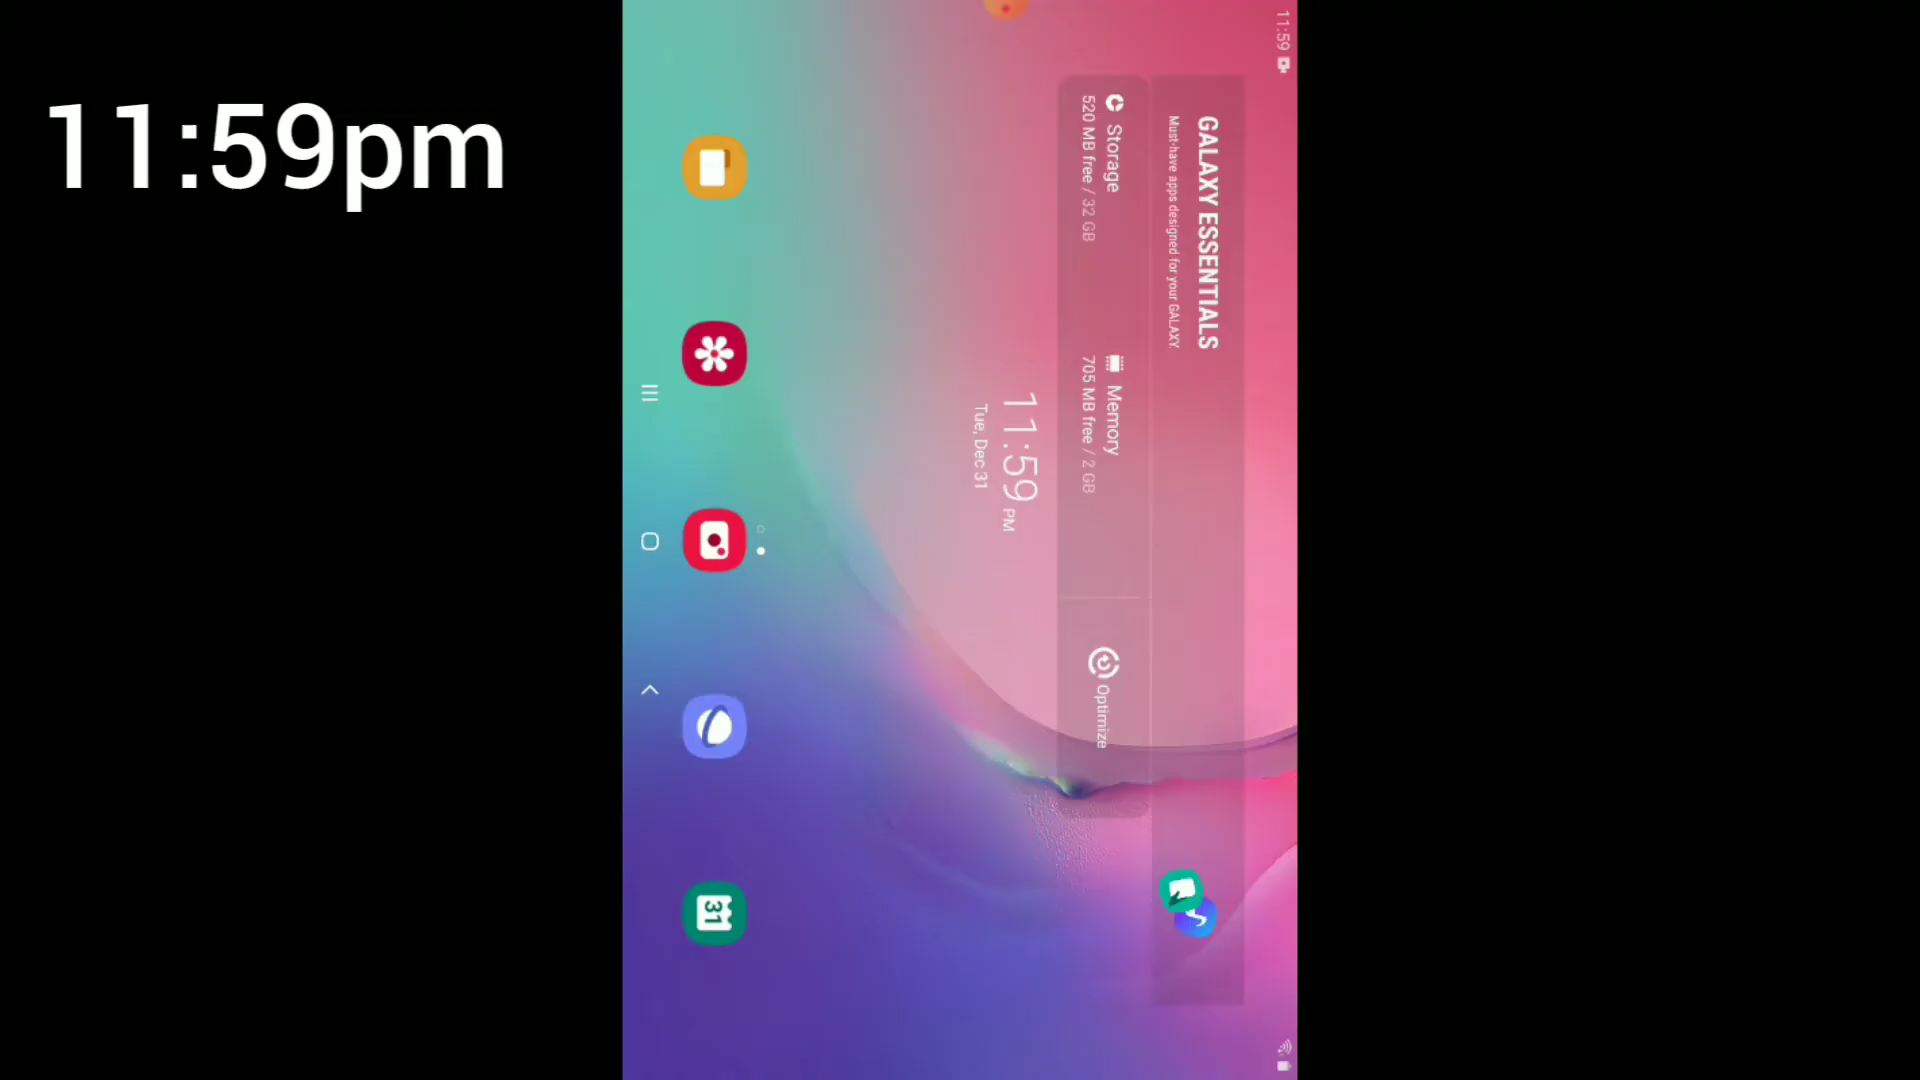 11:59pm
11:59
GALAXY ESSENTIALS
Must-have apps designed for your GALAXY.
Storage
520 MB free / 32 GB
Memory
705 MB free / 2 GB
Optimize
11:59 PM
Tue, Dec 31
31